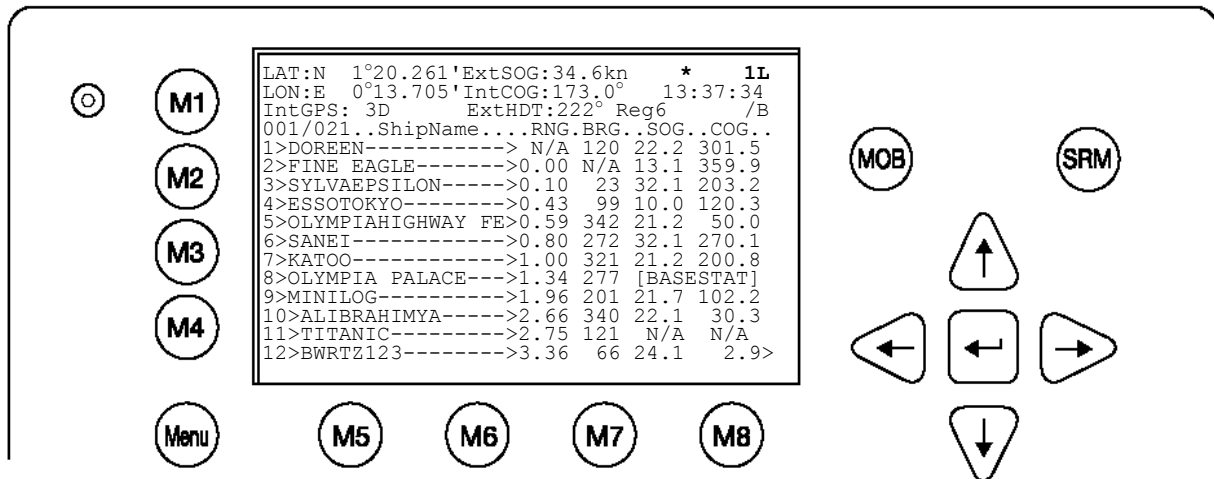 LAT:N 1°20.261'ExtSOG:34.6kn * 1L
LON:E 0°13.705'IntCOG:173.0° 13:37:34
IntGPS: 3D ExtHDT:222° Reg6 /B
001/021..ShipName....RNG.BRG..SOG..COG..
1>DOREEN------------> N/A 120 22.2 301.5
2>FINE EAGLE------->0.00 N/A 13.1 359.9
3>SYLVAEPSILON----->0.10 23 32.1 203.2
4>ESSOTOKYO-------->0.43 99 10.0 120.3
5>OLYMPIAHIGHWAY FE>0.59 342 21.2 50.0
6>SANEI------------>0.80 272 32.1 270.1
7>KATOO------------>1.00 321 21.2 200.8
8>OLYMPIA PALACE--->1.34 277 [BASESTAT]
9>MINILOG---------->1.96 201 21.7 102.2
10>ALIBRAHIMYA----->2.66 340 22.1 30.3
11>TITANIC--------->2.75 121 N/A N/A
12>BWRTZ123-------->3.36 66 24.1 2.9>
M1
M2
M3
M4
Menu
M5
M6
M7
M8
MOB
SRM